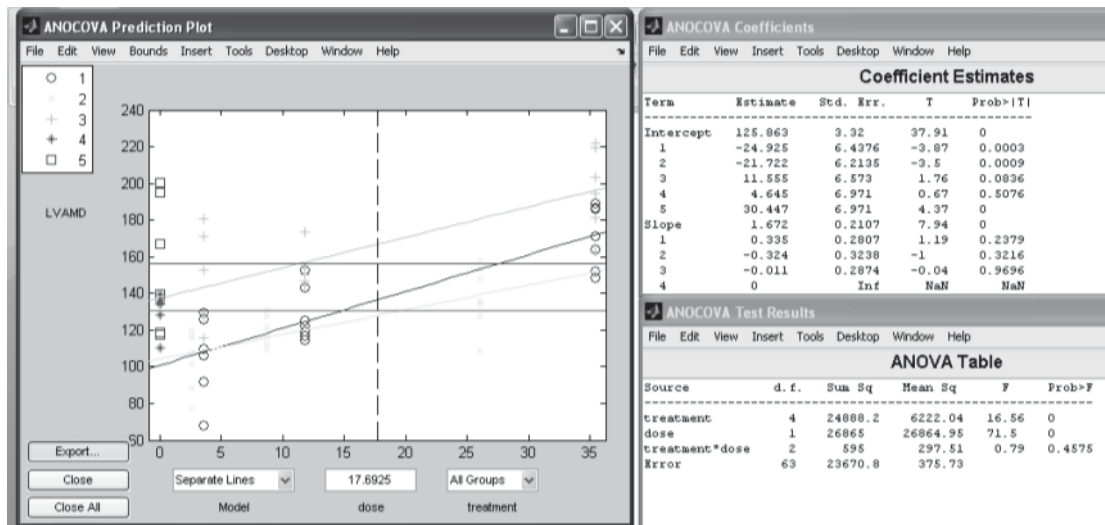 ANOCOVA Prediction Plot
File Edit View Bounds Insert Tools Desktop Window Help
1
2
3
4
5
LVAMD
240
220
200
180
160
140
120
100
80
60
0 5 10 15 20 25 30 35
Export...
Close
Close All
Separate Lines
17.6925
All Groups
Model
dose
treatment
ANOCOVA Coefficients
File Edit View Insert Tools Desktop Window Help
Coefficient Estimates
Term Estimate Std. Err. T Prob>|T|
Intercept 125.863 3.32 37.91 0
1 -24.925 6.4376 -3.87 0.0003
2 -21.722 6.2135 -3.5 0.0009
3 11.555 6.573 1.76 0.0836
4 4.645 6.971 0.67 0.5076
5 30.447 6.971 4.37 0
Slope 1.672 0.2107 7.94 0
1 0.335 0.2807 1.19 0.2379
2 -0.324 0.3238 -1 0.3216
3 -0.011 0.2874 -0.04 0.9696
4 0 Inf NaN NaN
ANOCOVA Test Results
File Edit View Insert Tools Desktop Window Help
ANOVA Table
Source d.f. Sum Sq Mean Sq F Prob>F
treatment 4 24888.2 6222.04 16.56 0
dose 1 26865 26864.95 71.5 0
treatment*dose 2 595 297.51 0.79 0.4575
Error 63 23670.8 375.73